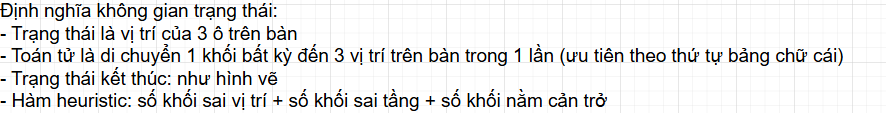 Định nghĩa không gian trạng thái:
- Trạng thái là vị trí của 3 ô trên bàn
- Toán tử là di chuyển 1 khối bất kỳ đến 3 vị trí trên bàn trong 1 lần (ưu tiên theo thứ tự bảng chữ cái)
- Trạng thái kết thúc: như hình vẽ
- Hàm heuristic: số khối sai vị trí + số khối sai tầng + số khối nằm cản trở